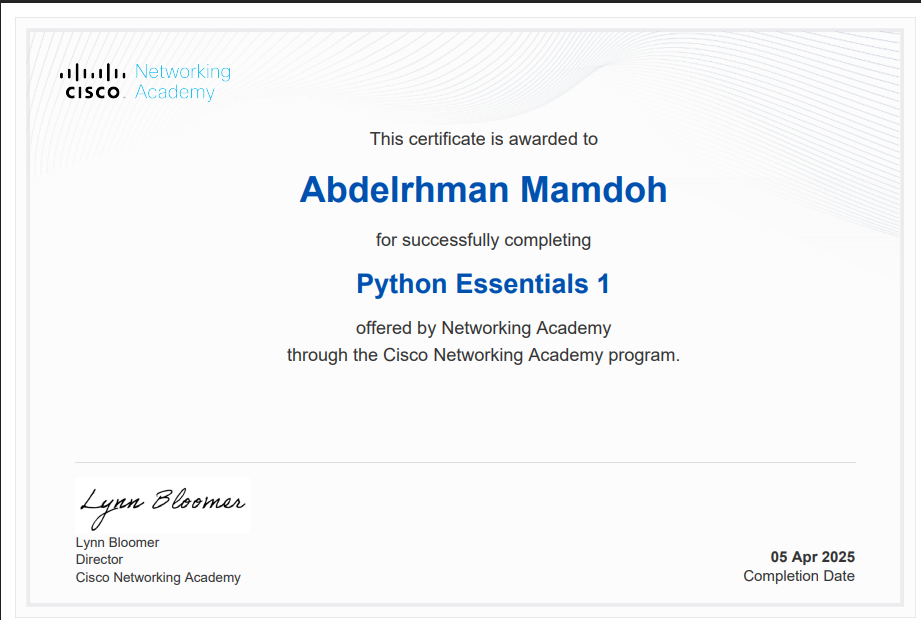 Networking
CISCO Academy
This certificate is awarded to
Abdelrhman Mamdoh
for successfully completing
Python Essentials 1
offered by Networking Academy
through the Cisco Networking Academy program.
Lynn Bloomer
Lynn Bloomer
Director
Cisco Networking Academy
05 Apr 2025
Completion Date